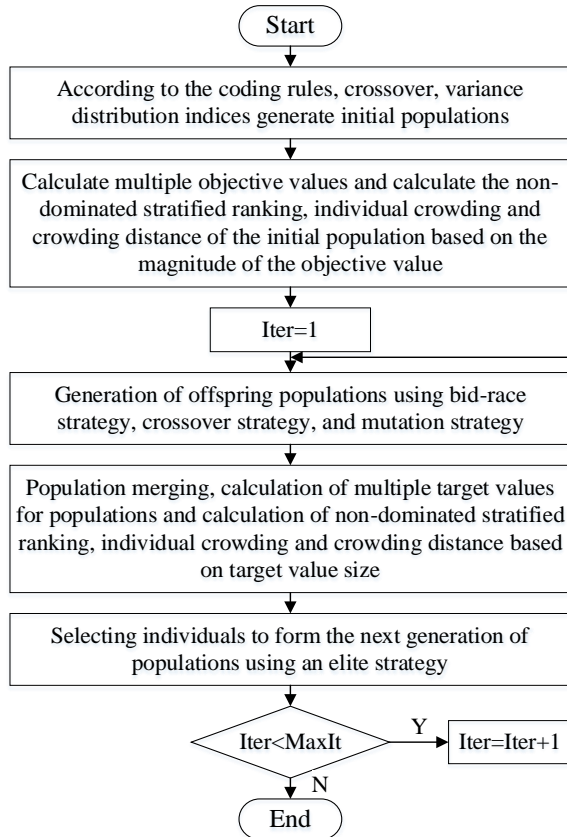 Start
According to the coding rules, crossover, variance
distribution indices generate initial populations
Calculate multiple objective values and calculate the non-
dominated stratified ranking, individual crowding and
crowding distance of the initial population based on the
magnitude of the objective value
Iter=1
Generation of offspring populations using bid-race
strategy, crossover strategy, and mutation strategy
Population merging, calculation of multiple target values
for populations and calculation of non-dominated stratified
ranking, individual crowding and crowding distance based
on target value size
Selecting individuals to form the next generation of
populations using an elite strategy
Iter<MaxIt
Y
Iter=Iter+1
N
End